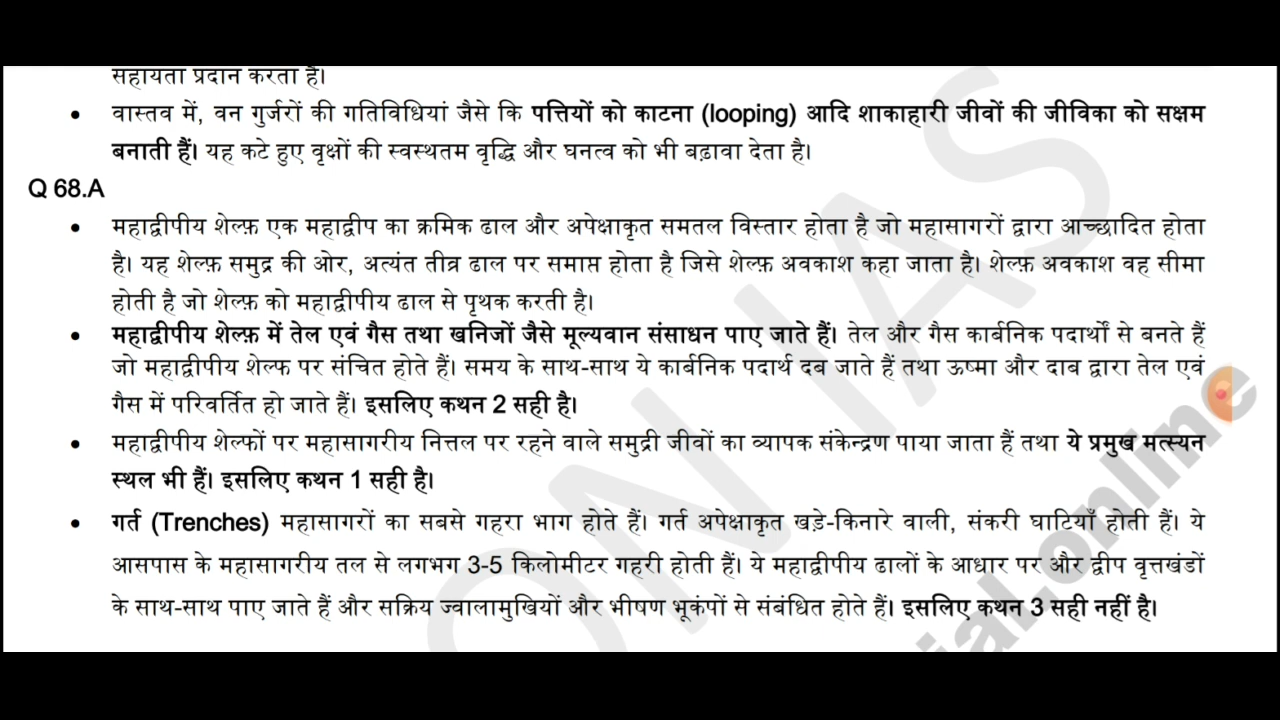 सहायता प्रदान करता है।
• वास्तव में, वन गुर्जरों की गतिविधियां जैसे कि पत्तियों को काटना (looping) आदि शाकाहारी जीवों की जीविका को सक्षम
बनाती हैं। यह कटे हुए वृक्षों की स्वस्थतम वृद्धि और घनत्व को भी बढ़ावा देता है।
Q 68.A
• महाद्वीपीय शेल्फ़ एक महाद्वीप का क्रमिक ढाल और अपेक्षाकृत समतल विस्तार होता है जो महासागरों द्वारा आच्छादित होता
है। यह शेल्फ़ समुद्र की ओर, अत्यंत तीव्र ढाल पर समाप्त होता है जिसे शेल्फ़ अवकाश कहा जाता है। शेल्फ़ अवकाश वह सीमा
होती है जो शेल्फ़ को महाद्वीपीय ढाल से पृथक करती है।
• महाद्वीपीय शेल्फ़ में तेल एवं गैस तथा खनिजों जैसे मूल्यवान संसाधन पाए जाते हैं। तेल और गैस कार्बनिक पदार्थों से बनते हैं
जो महाद्वीपीय शेल्फ पर संचित होते हैं। समय के साथ-साथ ये कार्बनिक पदार्थ दब जाते हैं तथा ऊष्मा और दाब द्वारा तेल एवं
गैस में परिवर्तित हो जाते हैं। इसलिए कथन 2 सही है।
• महाद्वीपीय शेल्फों पर महासागरीय नित्तल पर रहने वाले समुद्री जीवों का व्यापक संकेन्द्रण पाया जाता हैं तथा ये प्रमुख मत्स्यन
स्थल भी हैं। इसलिए कथन 1 सही है।
• गर्त (Trenches) महासागरों का सबसे गहरा भाग होते हैं। गर्त अपेक्षाकृत खड़े-किनारे वाली, संकरी घाटियाँ होती हैं। ये
आसपास के महासागरीय तल से लगभग 3-5 किलोमीटर गहरी होती हैं। ये महाद्वीपीय ढालों के आधार पर और द्वीप वृत्तखंडों
के साथ-साथ पाए जाते हैं और सक्रिय ज्वालामुखियों और भीषण भूकंपों से संबंधित होते हैं। इसलिए कथन 3 सही नहीं है।
ON IAS
ial.online